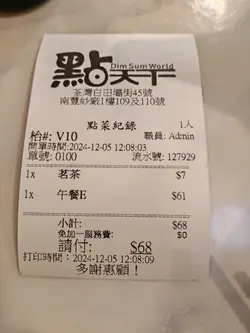 點天下
Dim Sum World
荃灣白田壩街45號
南豐紗廠1樓109及110號
點菜紀錄 1人
枱#: V10 職員: Admin
開單時間:2024-12-05 12:08:03
單號: 0100 流水號: 127929
1x 茗茶 $7
1x 午餐E $61
小計: $68
免加一服務費: $0
請付: $68
打印時間: 2024-12-05 12:08:09
多謝惠顧!